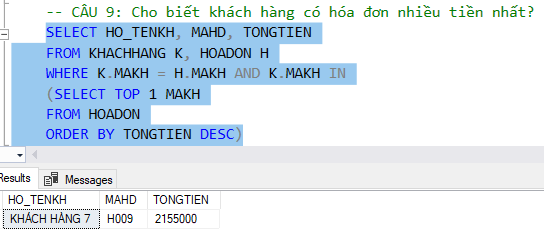 -- CÂU 9: Cho biết khách hàng có hóa đơn nhiều tiền nhất?
SELECT HO_TENKH, MAHD, TONGTIEN
FROM KHACHHANG K, HOADON H
WHERE K.MAKH = H.MAKH AND K.MAKH IN
(SELECT TOP 1 MAKH
FROM HOADON
ORDER BY TONGTIEN DESC)
Results Messages
HO_TENKH MAHD TONGTIEN
KHÁCH HÀNG 7 H009 2155000